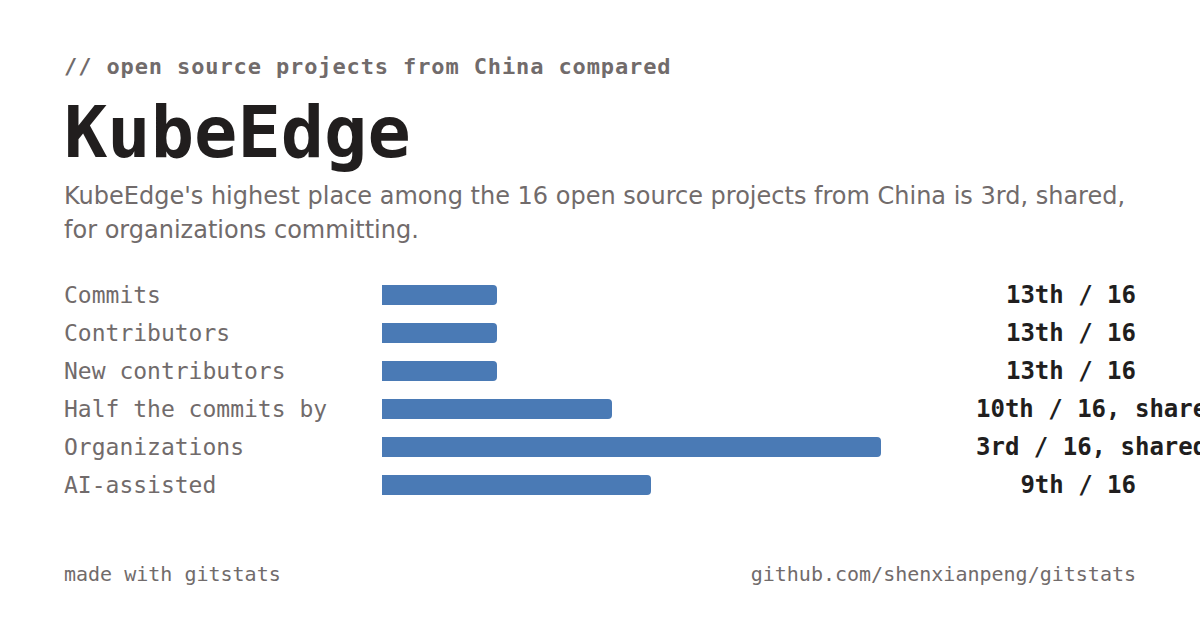 // open source projects from China compared
KubeEdge
KubeEdge's highest place among the 16 open source projects from China is 3rd, shared,
for organizations committing.
Commits 13th / 16
Contributors 13th / 16
New contributors 13th / 16
Half the commits by 10th / 16, share
Organizations 3rd / 16, shared
AI-assisted 9th / 16
made with gitstats github.com/shenxianpeng/gitstats